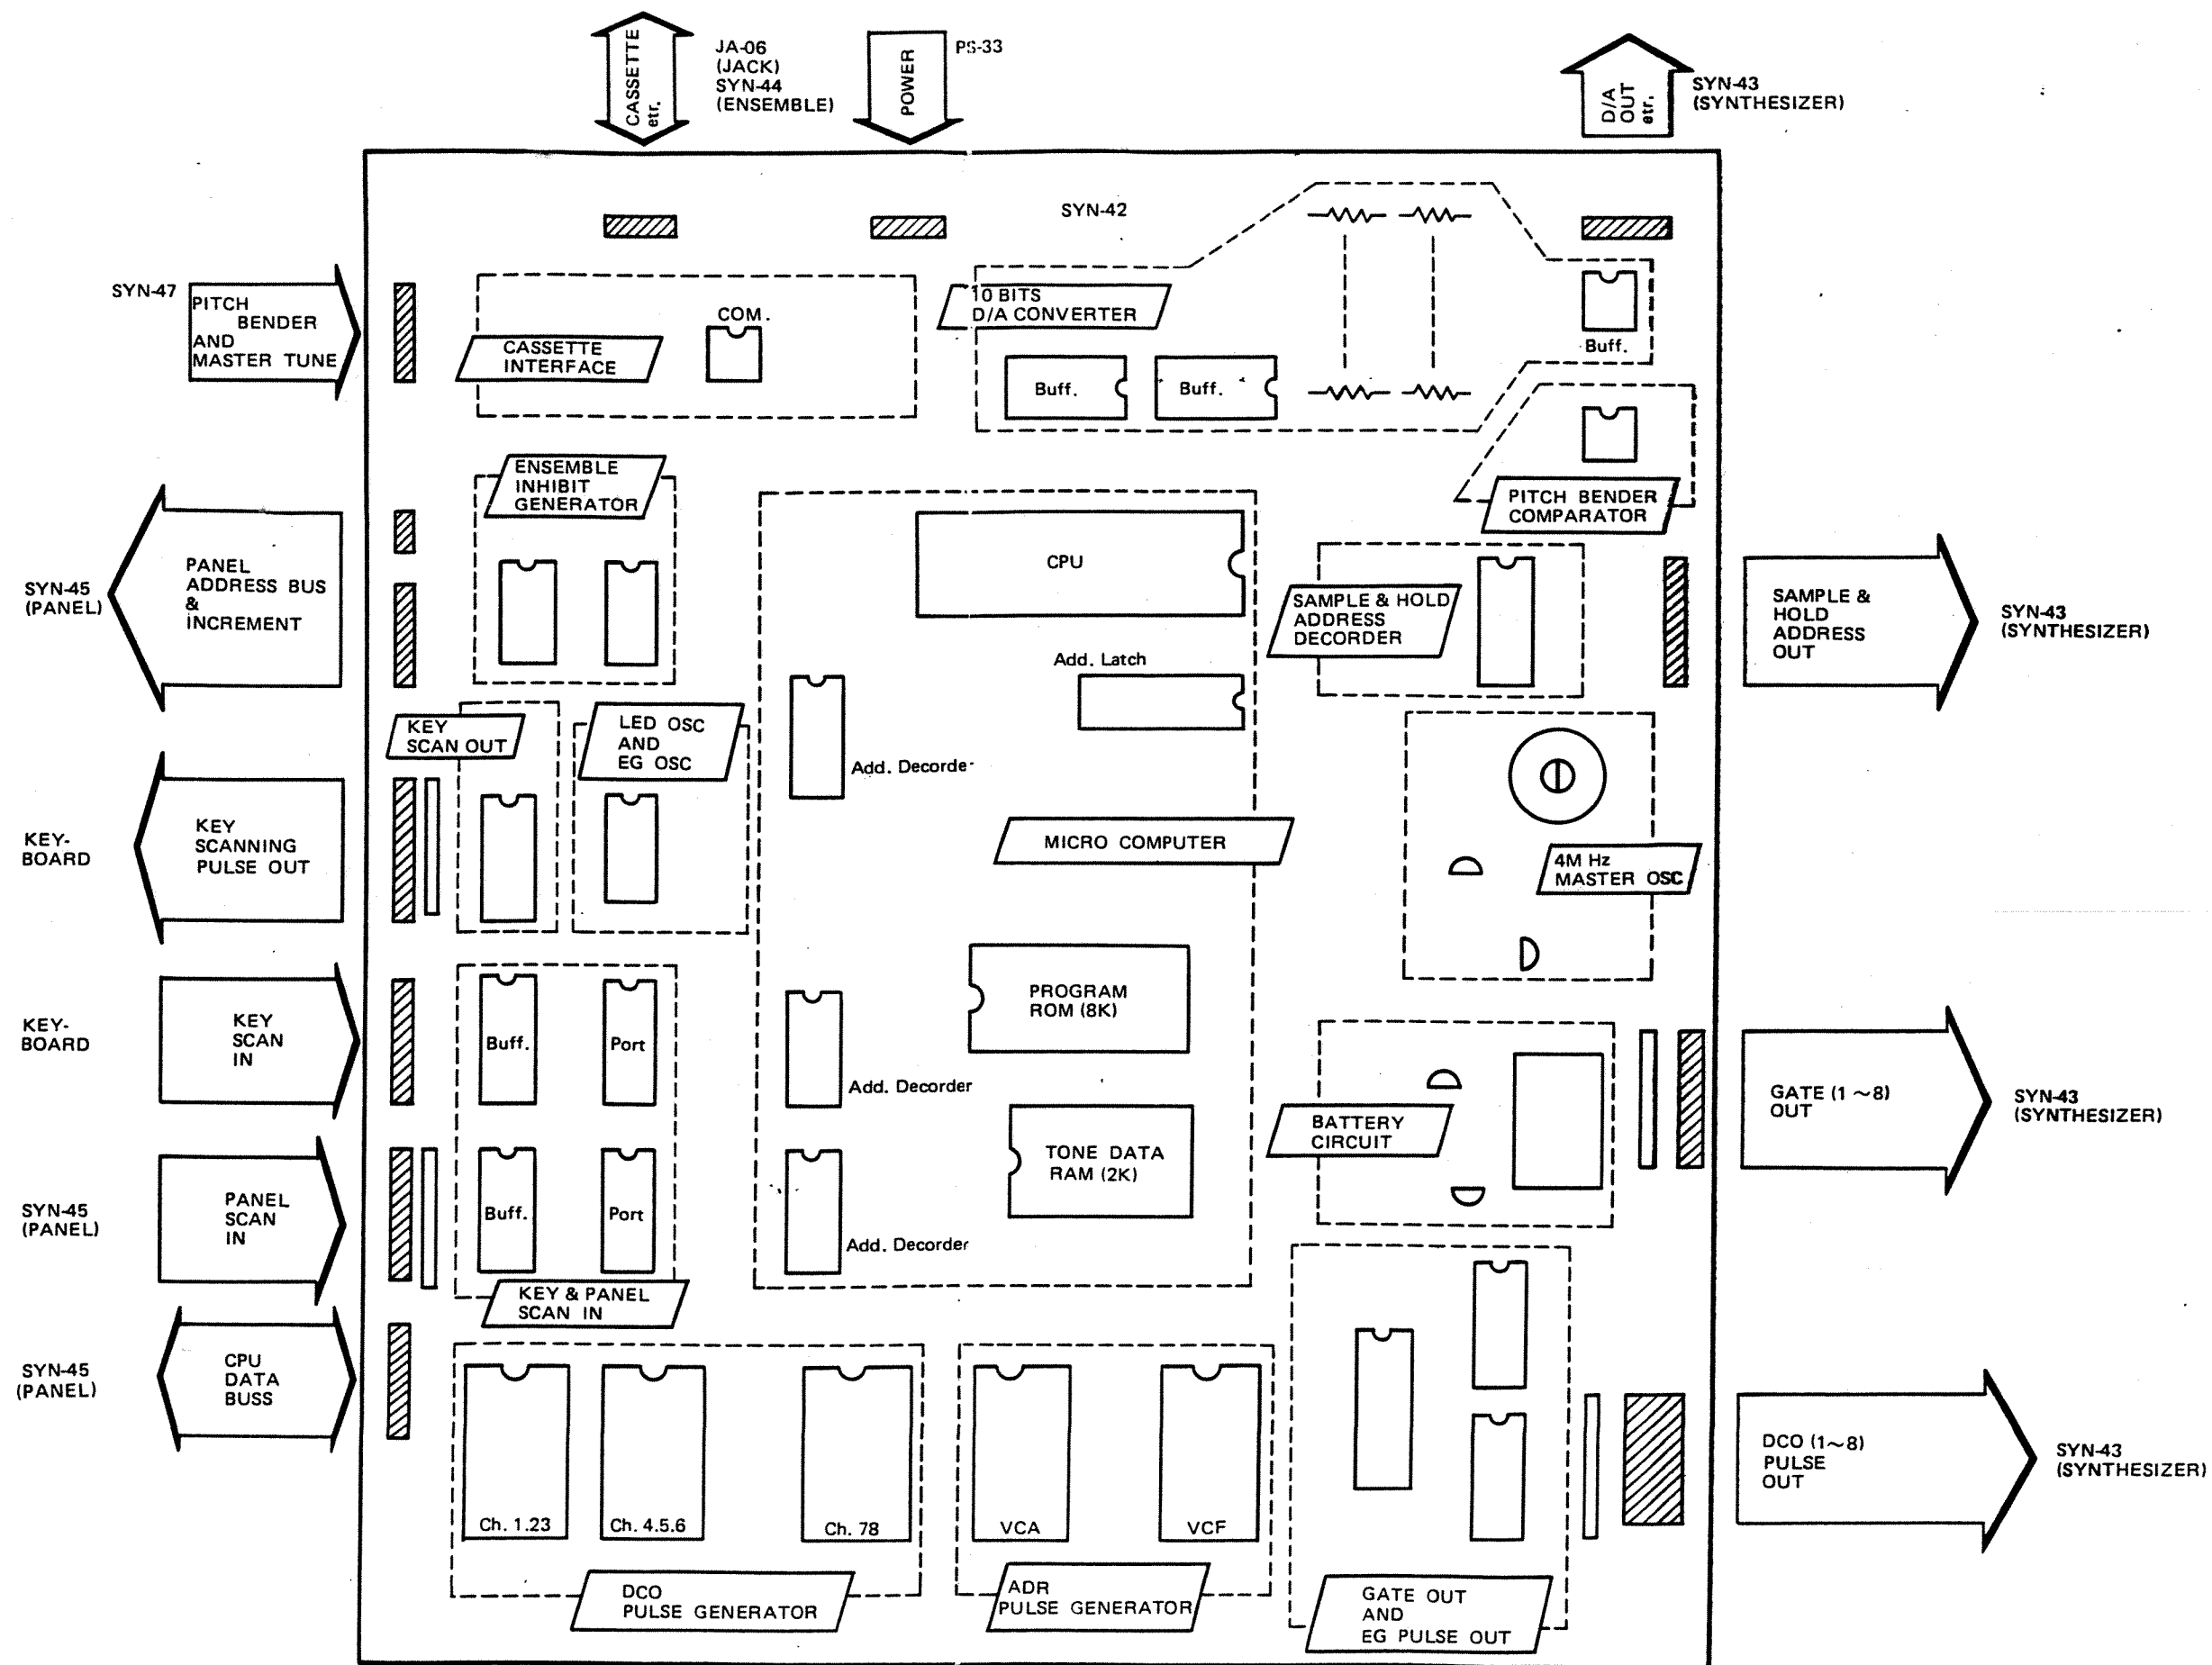 CASSETTE
etr.
JA-06
(JACK)
SYN-44
(ENSEMBLE)
POWER
PS-33
D/A
OUT
etr.
SYN-43
(SYNTHESIZER)
SYN-42
SYN-47
PITCH
BENDER
AND
MASTER TUNE
COM.
CASSETTE
INTERFACE
10 BITS
D/A CONVERTER
Buff.
Buff.
Buff.
ENSEMBLE
INHIBIT
GENERATOR
PITCH BENDER
COMPARATOR
SYN-45
(PANEL)
PANEL
ADDRESS BUS
&
INCREMENT
CPU
SAMPLE & HOLD
ADDRESS
DECORDER
SAMPLE &
HOLD
ADDRESS
OUT
SYN-43
(SYNTHESIZER)
Add. Latch
KEY
SCAN OUT
LED OSC
AND
EG OSC
Add. Decorder
KEY-
BOARD
KEY
SCANNING
PULSE OUT
MICRO COMPUTER
4M Hz
MASTER OSC
KEY-
BOARD
KEY
SCAN
IN
Buff.
Port
Add. Decorder
PROGRAM
ROM (8K)
BATTERY
CIRCUIT
GATE (1 ~8)
OUT
SYN-43
(SYNTHESIZER)
SYN-45
(PANEL)
PANEL
SCAN
IN
Buff.
Port
Add. Decorder
TONE DATA
RAM (2K)
KEY & PANEL
SCAN IN
SYN-45
(PANEL)
CPU
DATA
BUSS
Ch. 1.23
Ch. 4.5.6
Ch. 78
VCA
VCF
DCO (1~8)
PULSE
OUT
SYN-43
(SYNTHESIZER)
DCO
PULSE GENERATOR
ADR
PULSE GENERATOR
GATE OUT
AND
EG PULSE OUT